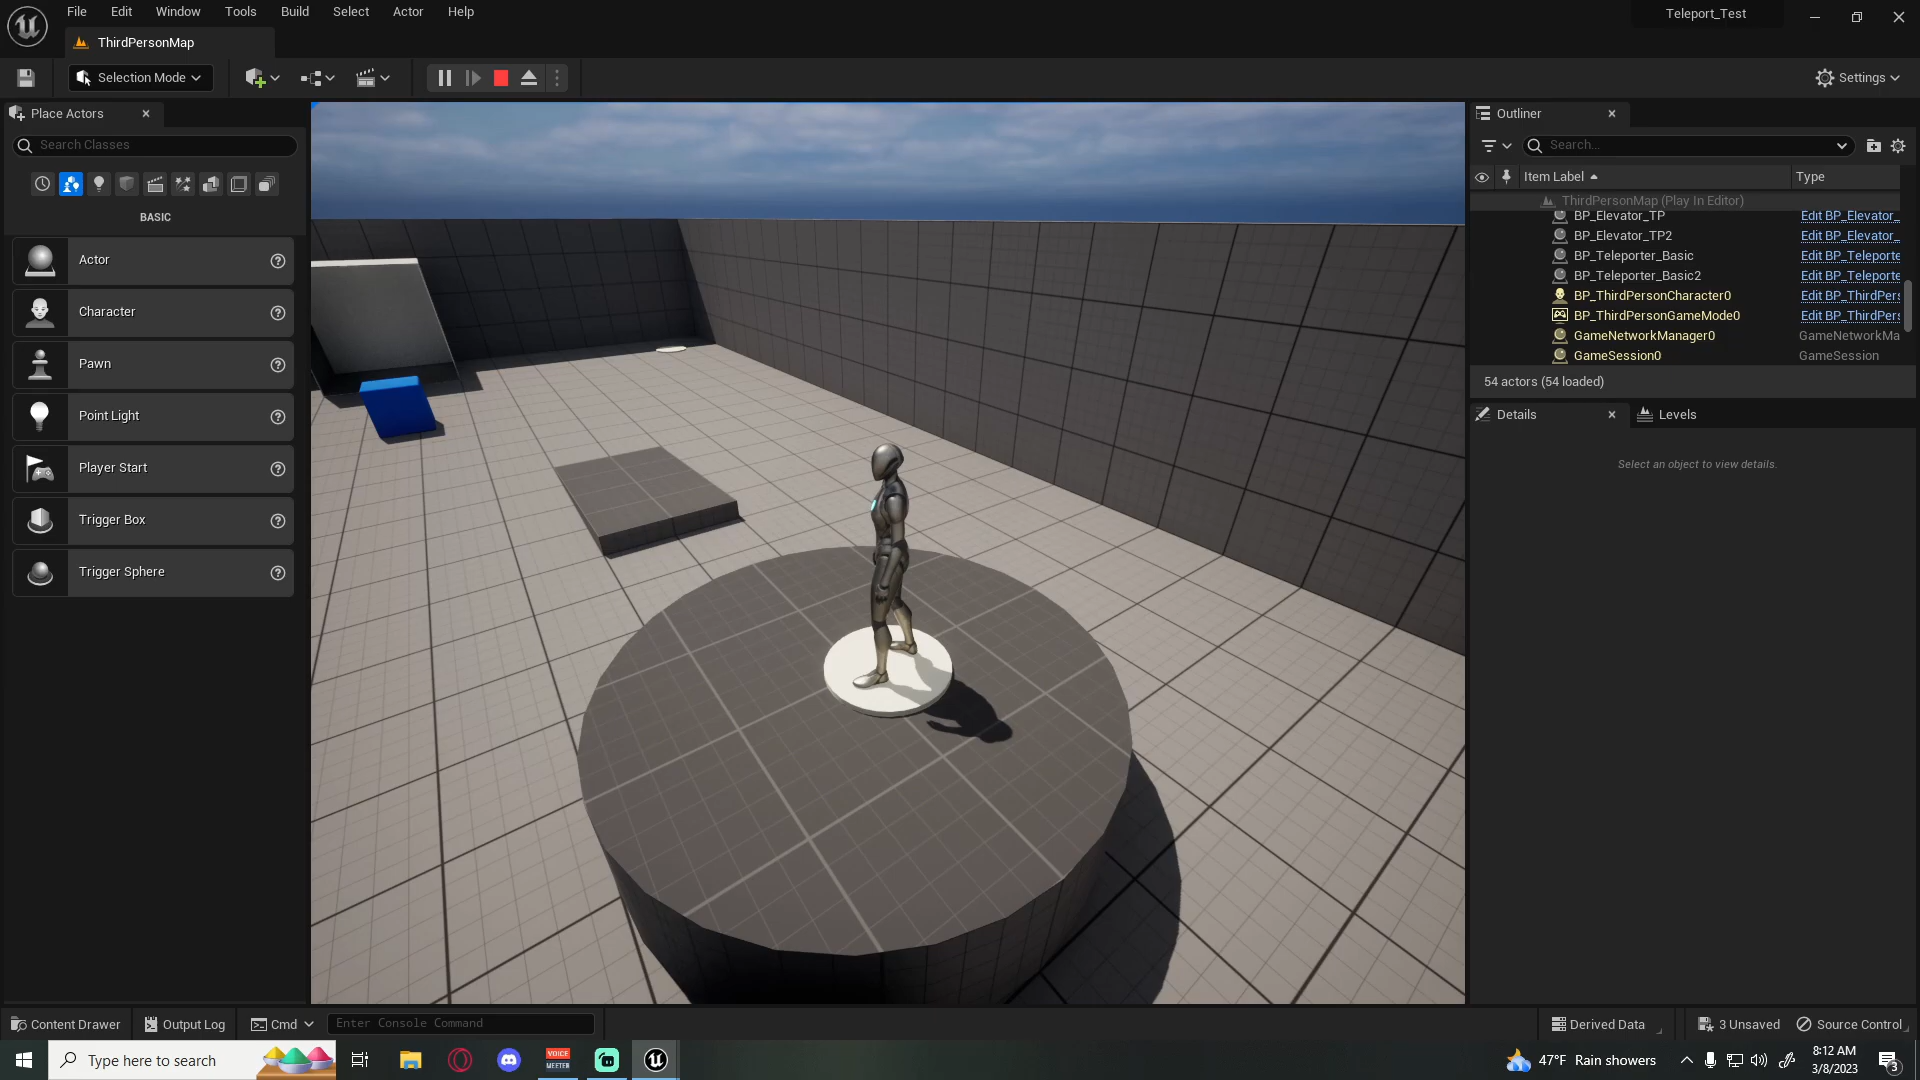 File Edit Window Tools Build Select Actor Help
Teleport_Test
ThirdPersonMap
Selection Mode
Settings
Place Actors
Search Classes
BASIC
Actor
Character
Pawn
Point Light
Player Start
Trigger Box
Trigger Sphere
Outliner
Search...
Item Label Type
ThirdPersonMap (Play In Editor)
BP_Elevator_TP Edit BP_Elevator_
BP_Elevator_TP2 Edit BP_Elevator_
BP_Teleporter_Basic Edit BP_Teleporte
BP_Teleporter_Basic2 Edit BP_Teleporte
BP_ThirdPersonCharacter0 Edit BP_ThirdPers
BP_ThirdPersonGameMode0 Edit BP_ThirdPers
GameNetworkManager0 GameNetworkMa
GameSession0 GameSession
54 actors (54 loaded)
Details Levels
Select an object to view details.
Content Drawer Output Log Cmd Enter Console Command
Derived Data 3 Unsaved Source Control
Type here to search
VOICE
MEETER
47°F Rain showers
8:12 AM
3/8/2023
3